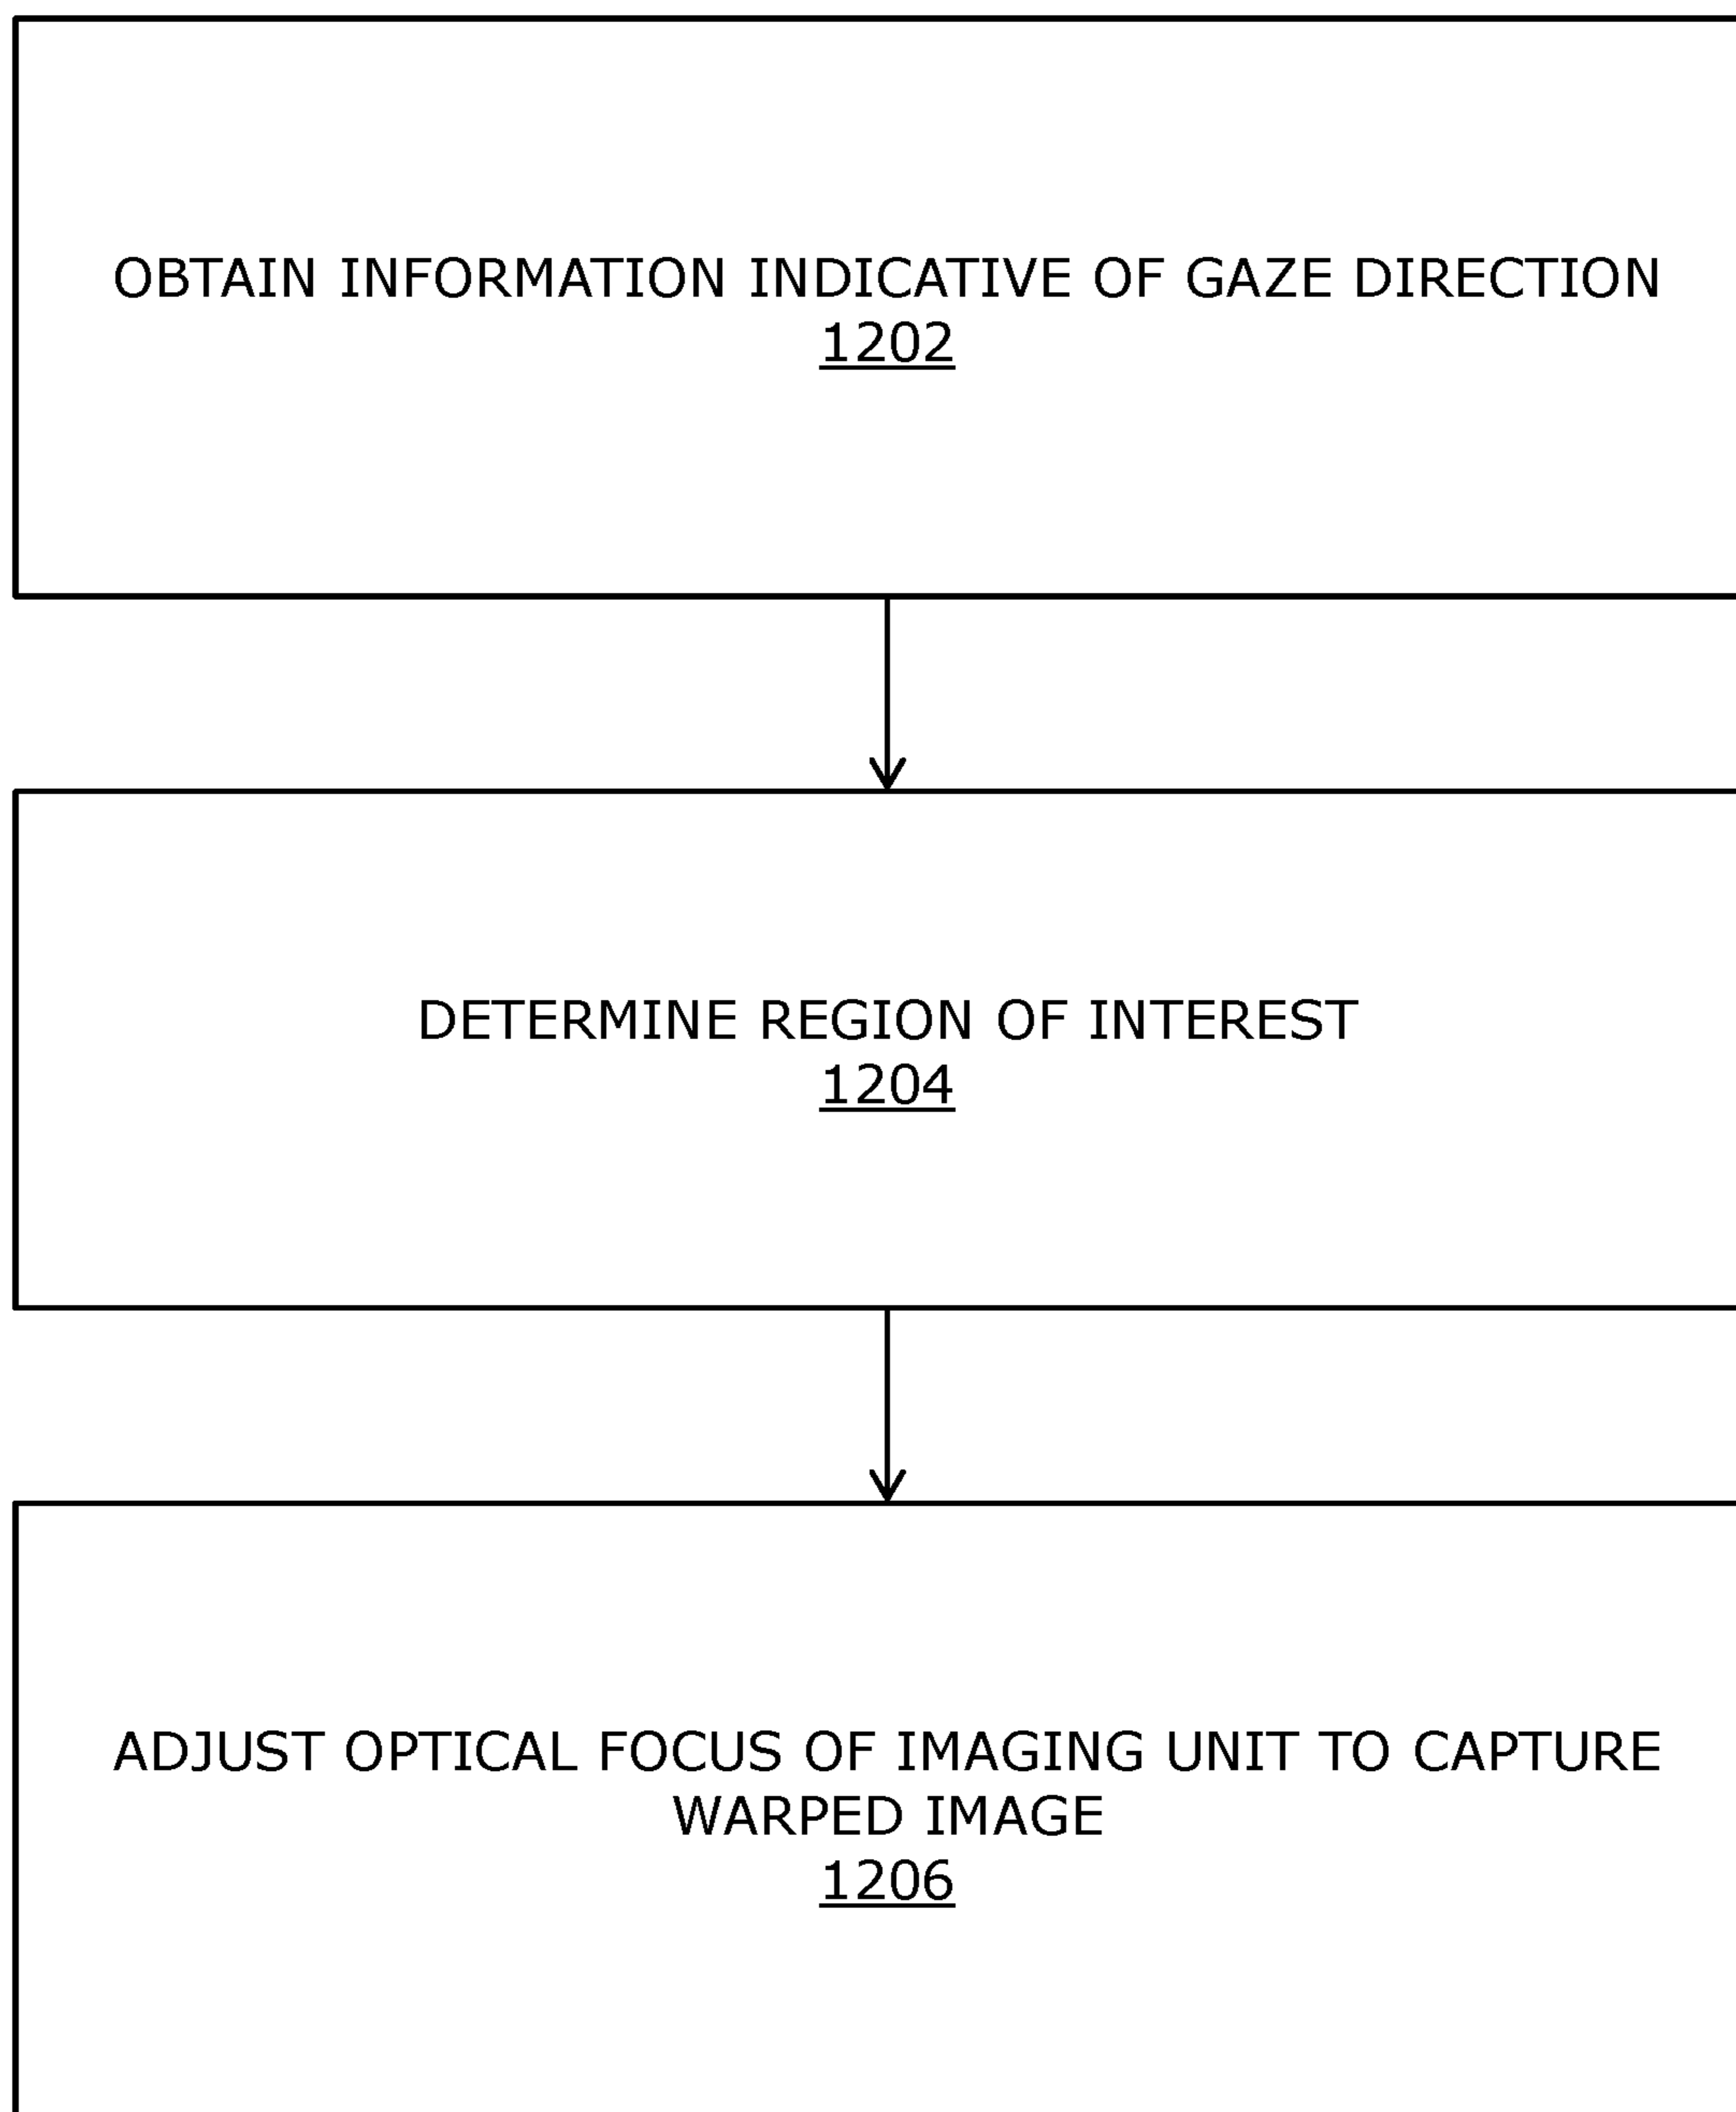 OBTAIN INFORMATION INDICATIVE OF GAZE DIRECTION
1202
DETERMINE REGION OF INTEREST
1204
ADJUST OPTICAL FOCUS OF IMAGING UNIT TO CAPTURE
WARPED IMAGE
1206